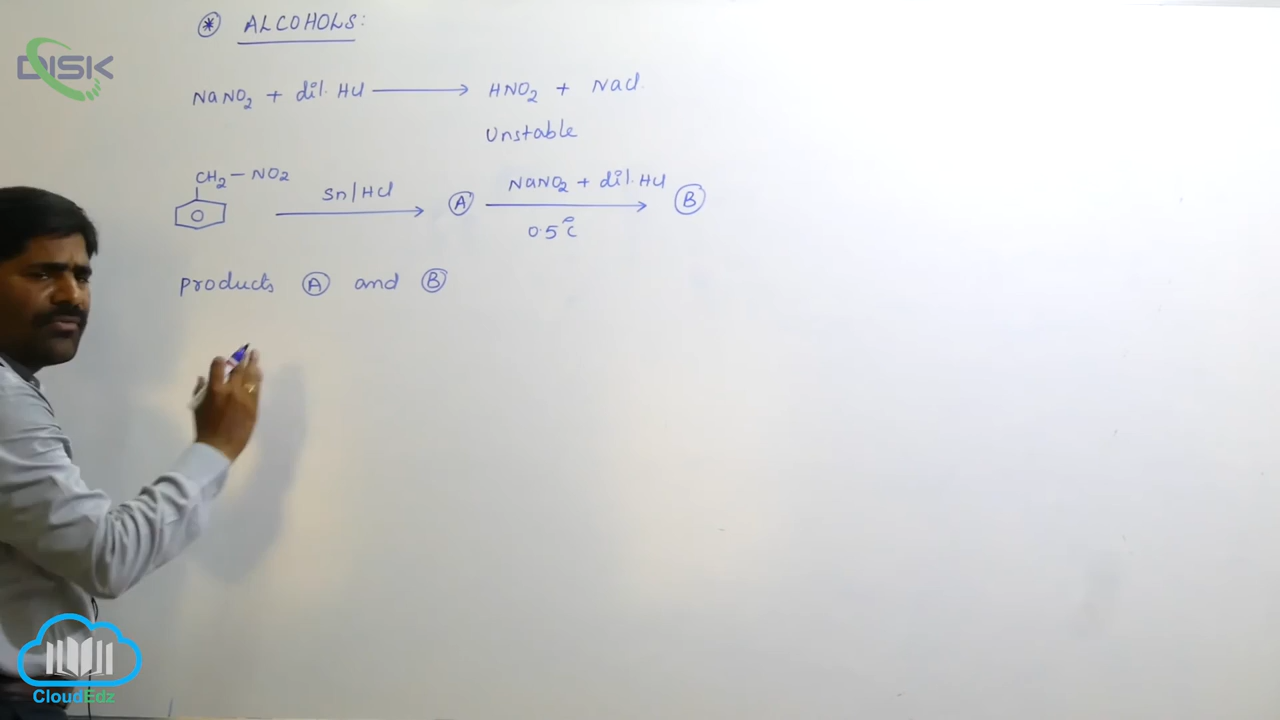 * ALCOHOLS:
DISK
NaNO2 + dil. HCl ⟶ HNO2 + NaCl.
Unstable
CH2 — NO2
Sn/HCl ⟶ A NaNO2 + dil. HCl ⟶ B
0.5°C
products A and B
CloudEdz